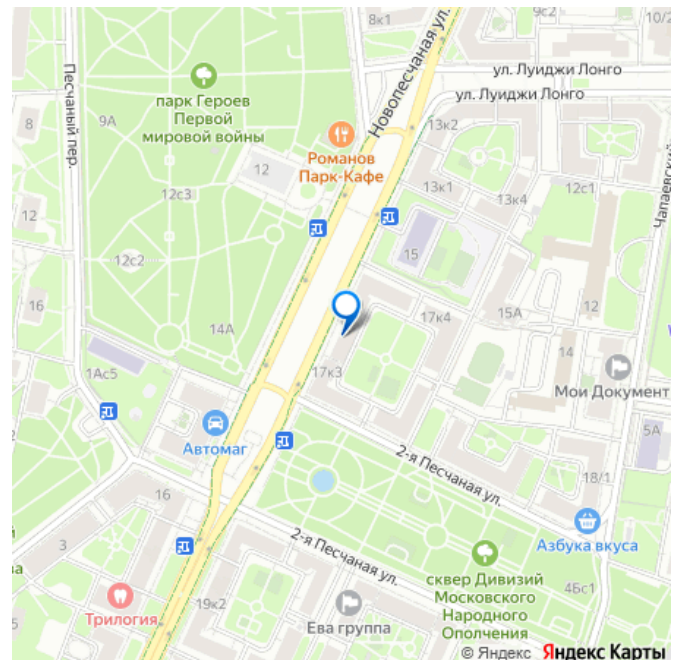 8к1
9с2
10/2
Новопесчаная ул.
ул. Луиджи Лонго
ул. Луиджи Лонго
Песчаный пер.
парк Героев
Первой
мировой войны
8
9А
13к2
Романов
Парк-Кафе
12
12с3
13к1
13к4
12с1
Чапаевский
12
15
12с2
16
17к4
15А
12
14А
14
1Ас5
17к3
Мои Документ
Автомаг
2-я Песчаная ул.
5А
18/1
16
3
Азбука вкуса
2-я Песчаная ул.
сквер Дивизий
Московского
Народного
Ополчения
4Бс1
ва
Трилогия
19к2
Ева группа
© Яндекс Яндекс Карты